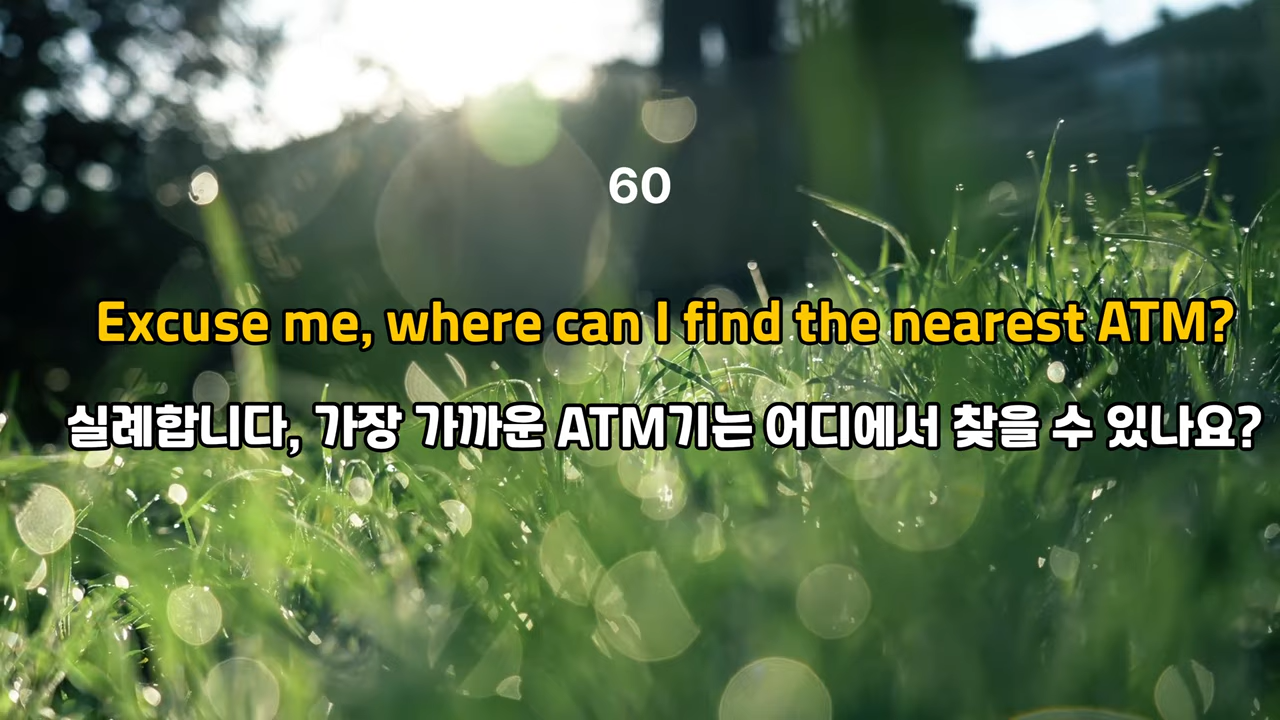 60
Excuse me, where can I find the nearest ATM?
실례합니다, 가장 가까운 ATM기는 어디에서 찾을 수 있나요?